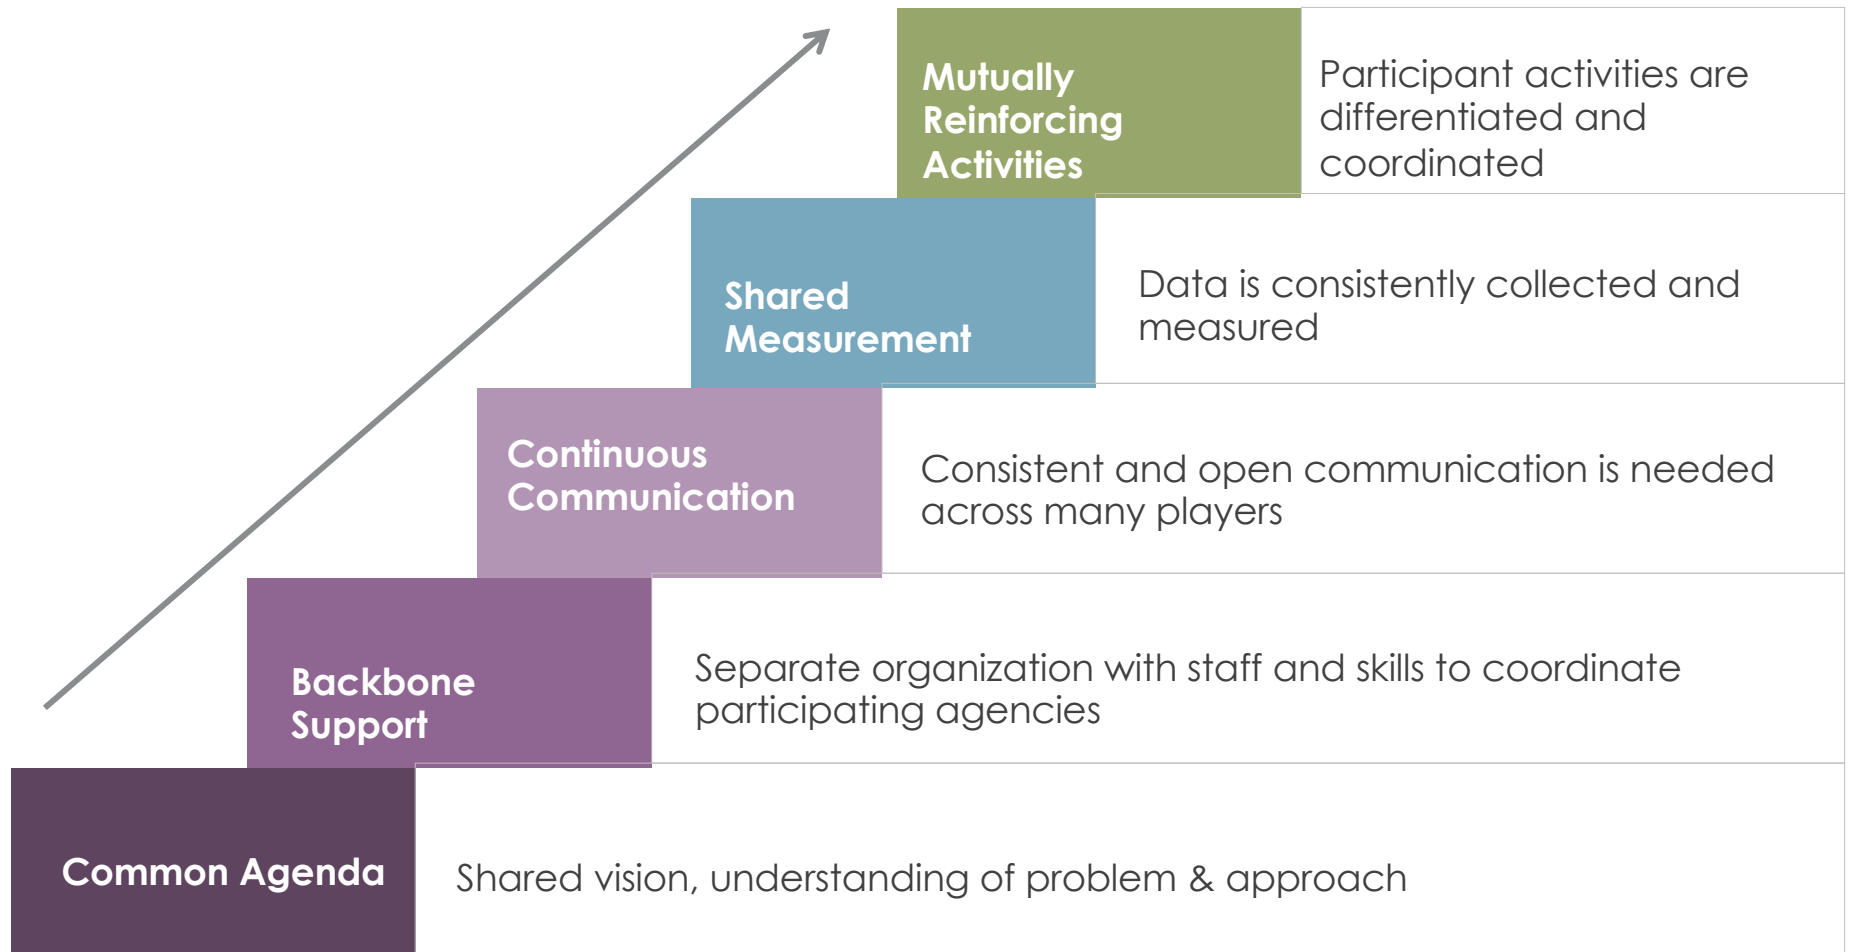 Mutually
Reinforcing
Activities
Participant activities are
differentiated and
coordinated
Shared
Measurement
Data is consistently collected and
measured
Continuous
Communication
Consistent and open communication is needed
across many players
Backbone
Support
Separate organization with staff and skills to coordinate
participating agencies
Common Agenda
Shared vision, understanding of problem & approach